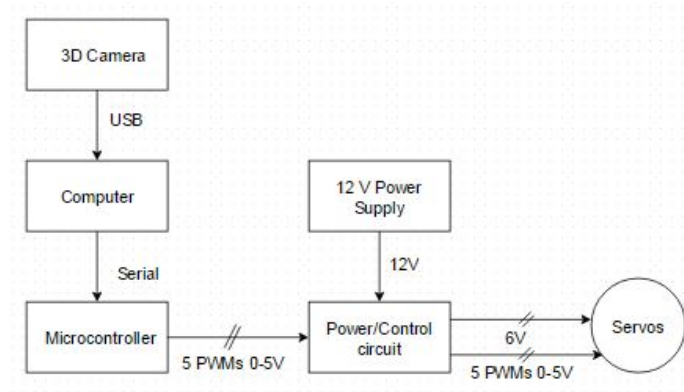 3D Camera
USB
Computer
12 V Power
Supply
Serial
12V
Microcontroller
5 PWMs 0-5V
Power/Control
circuit
6V
5 PWMs 0-5V
Servos